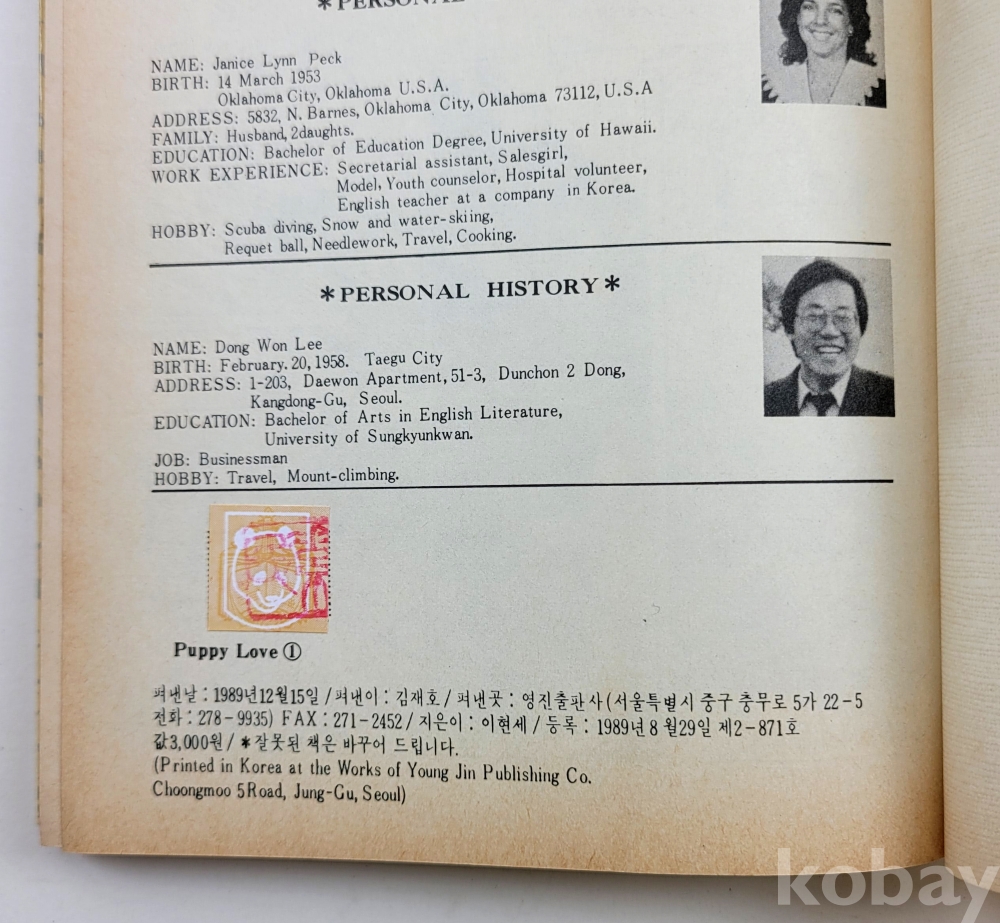 *PERSONAL
NAME: Janice Lynn Peck
BIRTH: 14 March 1953
Oklahoma City, Oklahoma U.S.A.
ADDRESS: 5832, N. Barnes, Oklahoma City, Oklahoma 73112, U.S.A
FAMILY: Husband, 2daughts.
EDUCATION: Bachelor of Education Degree, University of Hawaii.
WORK EXPERIENCE: Secretarial assistant, Salesgirl,
Model, Youth counselor, Hospital volunteer,
English teacher at a company in Korea.
HOBBY: Scuba diving, Snow and water-skiing,
Requet ball, Needlework, Travel, Cooking.
*PERSONAL HISTORY*
NAME: Dong Won Lee
BIRTH: February. 20, 1958. Taegu City
ADDRESS: 1-203, Daewon Apartment, 51-3, Dunchon 2 Dong,
Kangdong-Gu, Seoul.
EDUCATION: Bachelor of Arts in English Literature,
University of Sungkyunkwan.
JOB: Businessman
HOBBY: Travel, Mount-climbing.
Puppy Love ①
펴낸날 : 1989년12월15일 / 펴낸이 : 김재호 / 펴낸곳 : 영진출판사 (서울특별시 중구 충무로 5가 22-5
전화 : 278-9935) FAX : 271-2452 / 지은이 : 이현세 / 등록 : 1989년 8월29일 제2-871호
값3,000원 / *잘못된 책은 바꾸어 드립니다.
(Printed in Korea at the Works of Young Jin Publishing Co.
Choongmoo 5Road, Jung-Gu, Seoul)
kobay